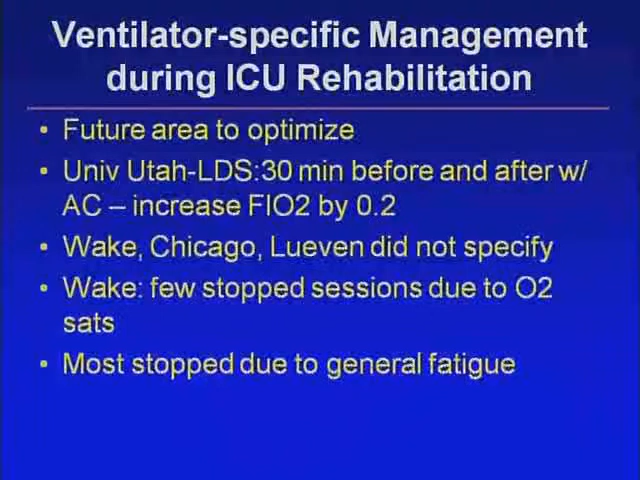 Ventilator-specific Management
during ICU Rehabilitation
• Future area to optimize
• Univ Utah-LDS:30 min before and after w/
AC – increase FIO2 by 0.2
• Wake, Chicago, Lueven did not specify
• Wake: few stopped sessions due to O2
sats
• Most stopped due to general fatigue